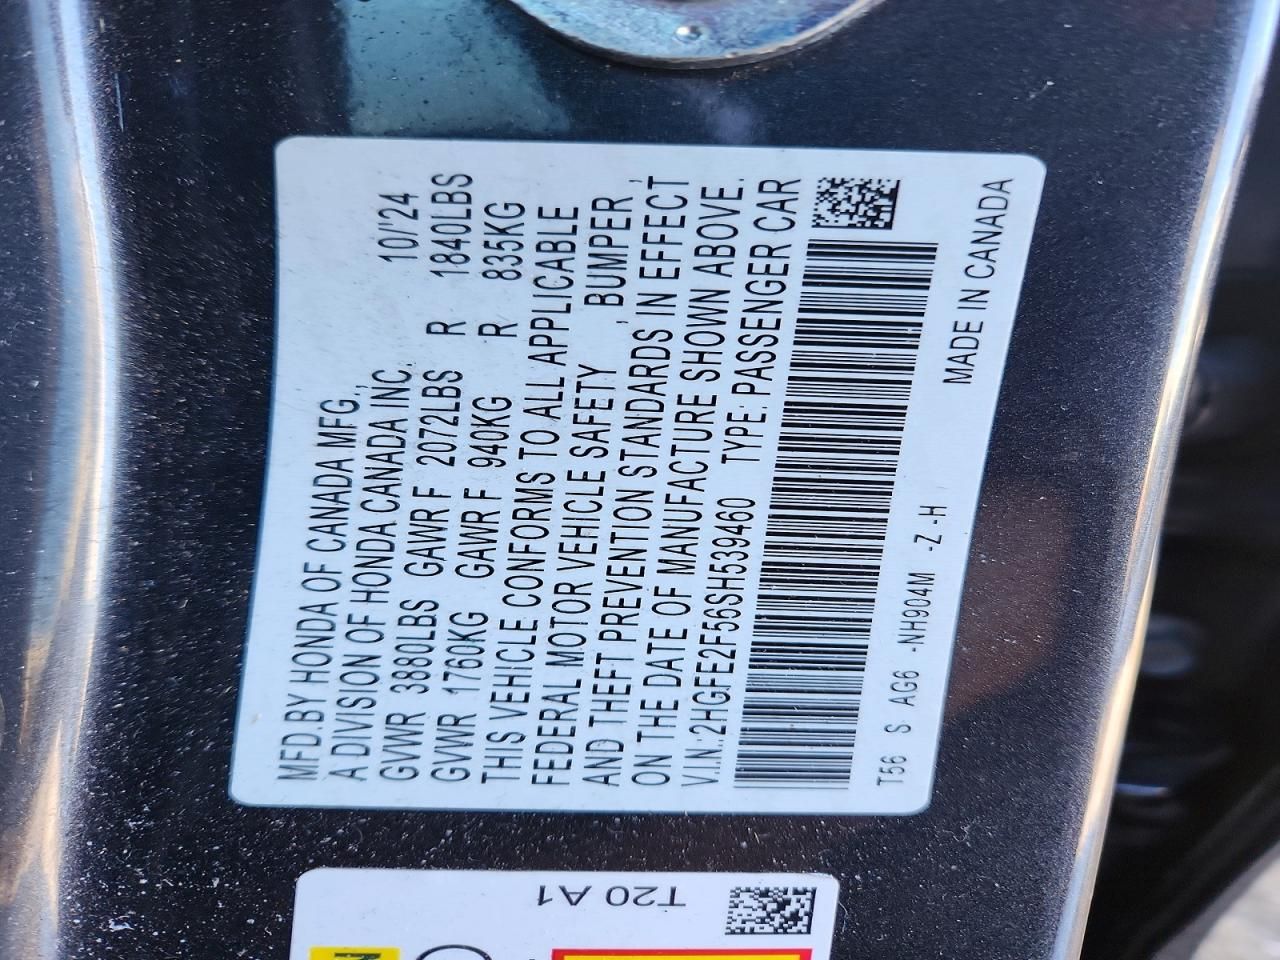 MFD.BY HONDA OF CANADA MFG.,
A DIVISION OF HONDA CANADA INC. 10/'24
GVWR 3880LBS GAWR F 2072LBS R 1840LBS
GVWR 1760KG GAWR F 940KG R 835KG
THIS VEHICLE CONFORMS TO ALL APPLICABLE
FEDERAL MOTOR VEHICLE SAFETY, BUMPER,
AND THEFT PREVENTION STANDARDS IN EFFECT
ON THE DATE OF MANUFACTURE SHOWN ABOVE.
V.I.N.:2HGFE2F56SH539460 TYPE: PASSENGER CAR
T56 S AG6 -NH904M -Z -H MADE IN CANADA
T20 A1